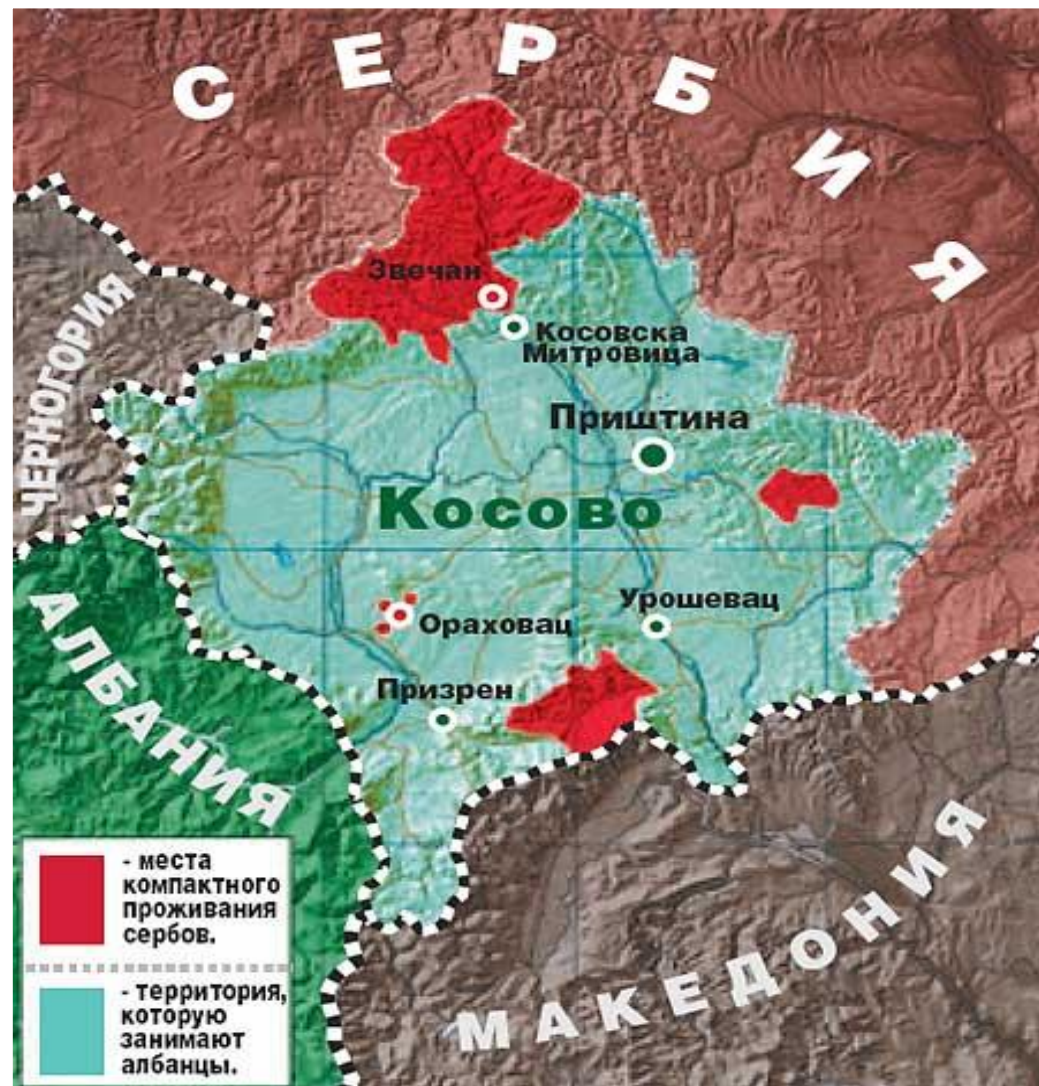 СЕРБИЯ
Звечан
Косовска
Митровица
ЧЕРНОГОРИЯ
Приштина
Косово
Ораховац
Урошевац
АЛБАНИЯ
Призрен
МАКЕДОНИЯ
- места
компактного
проживания
сербов.
- территория,
которую
занимают
албанцы.